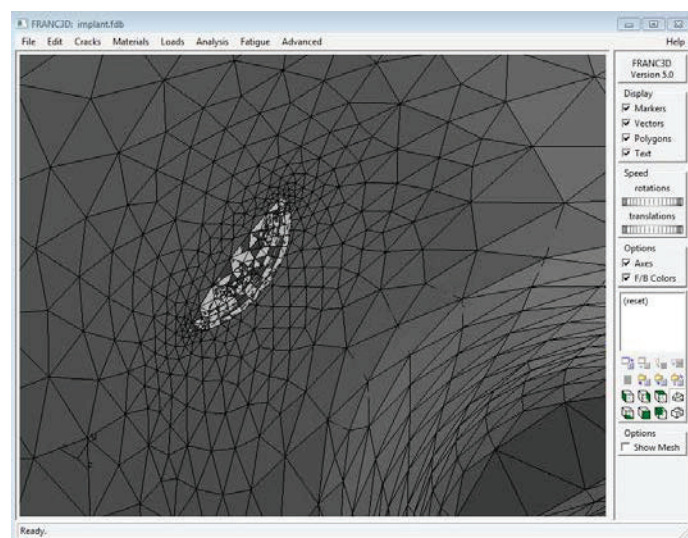 FRANC3D: implant.fdb
File Edit Cracks Materials Loads Analysis Fatigue Advanced Help
FRANC3D
Version 5.0
Display
Markers
Vectors
Polygons
Text
Speed
rotations
translations
Options
Axes
F/B Colors
(reset)
Options
Show Mesh
Ready.